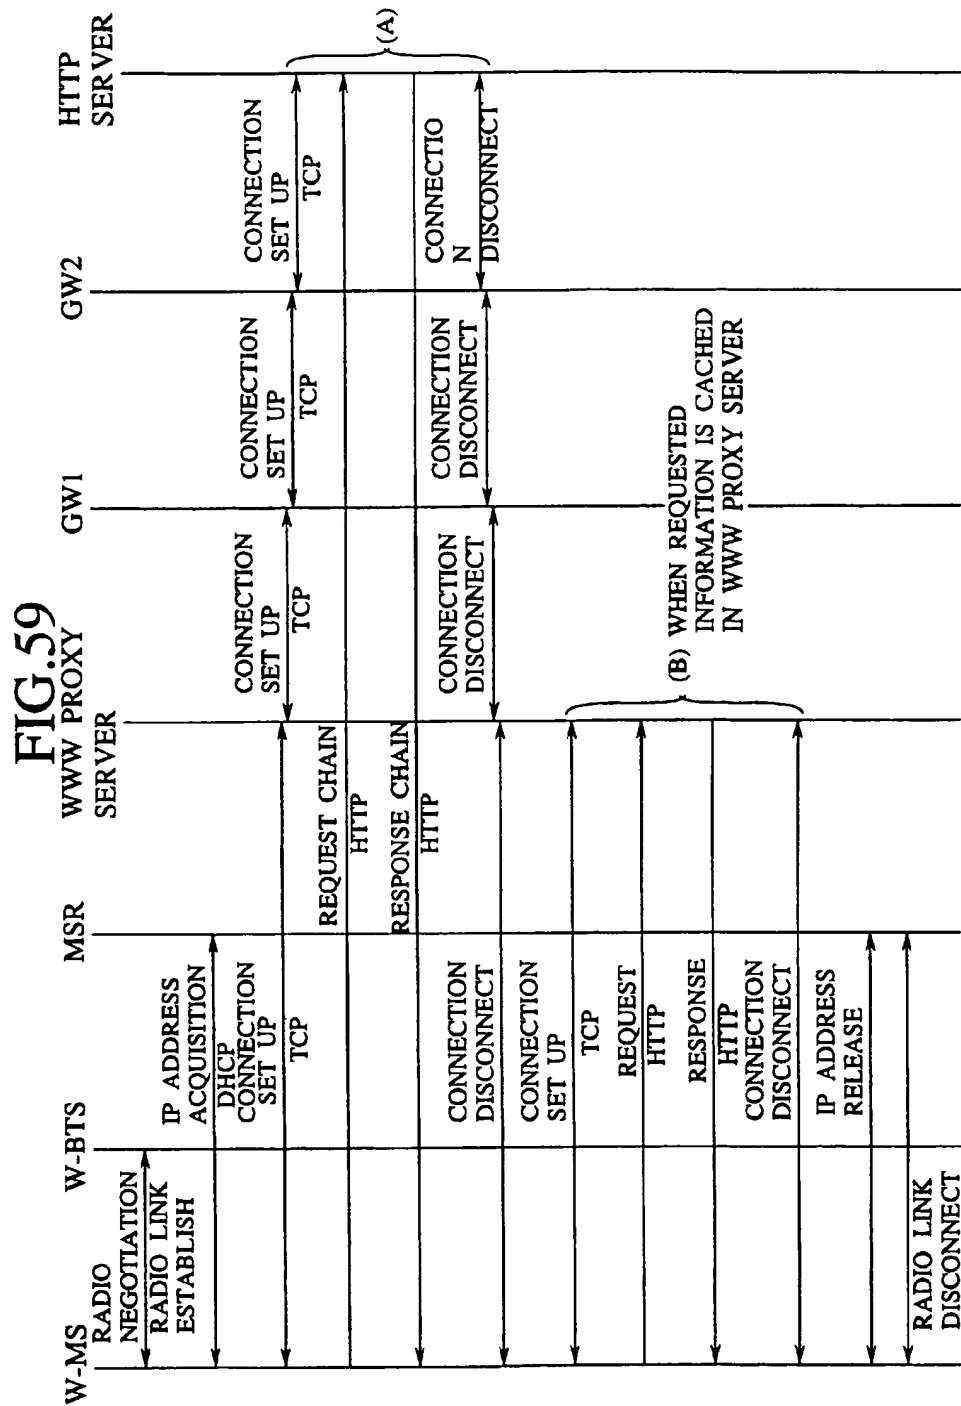 FIG.59
W-MS
W-BTS
MSR
WWW PROXY
SERVER
GW1
GW2
HTTP
SERVER
RADIO
NEGOTIATION
RADIO LINK
ESTABLISH
IP ADDRESS
ACQUISITION
DHCP
CONNECTION
SET UP
TCP
CONNECTION
SET UP
TCP
CONNECTION
SET UP
TCP
CONNECTION
SET UP
TCP
REQUEST CHAIN
HTTP
RESPONSE CHAIN
HTTP
(A)
CONNECTION
DISCONNECT
CONNECTION
DISCONNECT
CONNECTION
DISCONNECT
CONNECTIO
N
DISCONNECT
CONNECTION
SET UP
TCP
REQUEST
HTTP
RESPONSE
HTTP
CONNECTION
DISCONNECT
(B) WHEN REQUESTED
INFORMATION IS CACHED
IN WWW PROXY SERVER
IP ADDRESS
RELEASE
RADIO LINK
DISCONNECT